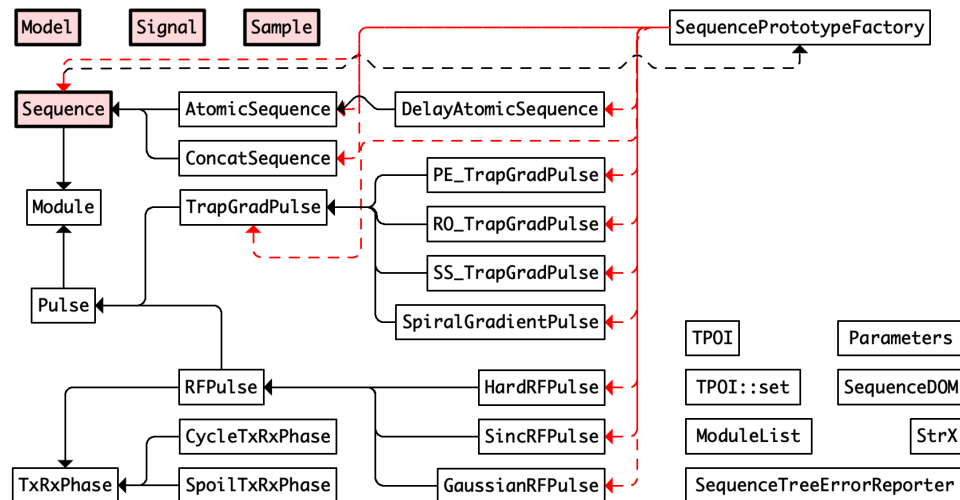 Model
Signal
Sample
SequencePrototypeFactory
Sequence
AtomicSequence
DelayAtomicSequence
ConcatSequence
PE_TrapGradPulse
Module
TrapGradPulse
RO_TrapGradPulse
SS_TrapGradPulse
Pulse
SpiralGradientPulse
TPOI
Parameters
RFPulse
HardRFPulse
TPOI::set
SequenceDOM
CycleTxRxPhase
SincRFPulse
ModuleList
StrX
TxRxPhase
SpoilTxRxPhase
GaussianRFPulse
SequenceTreeErrorReporter